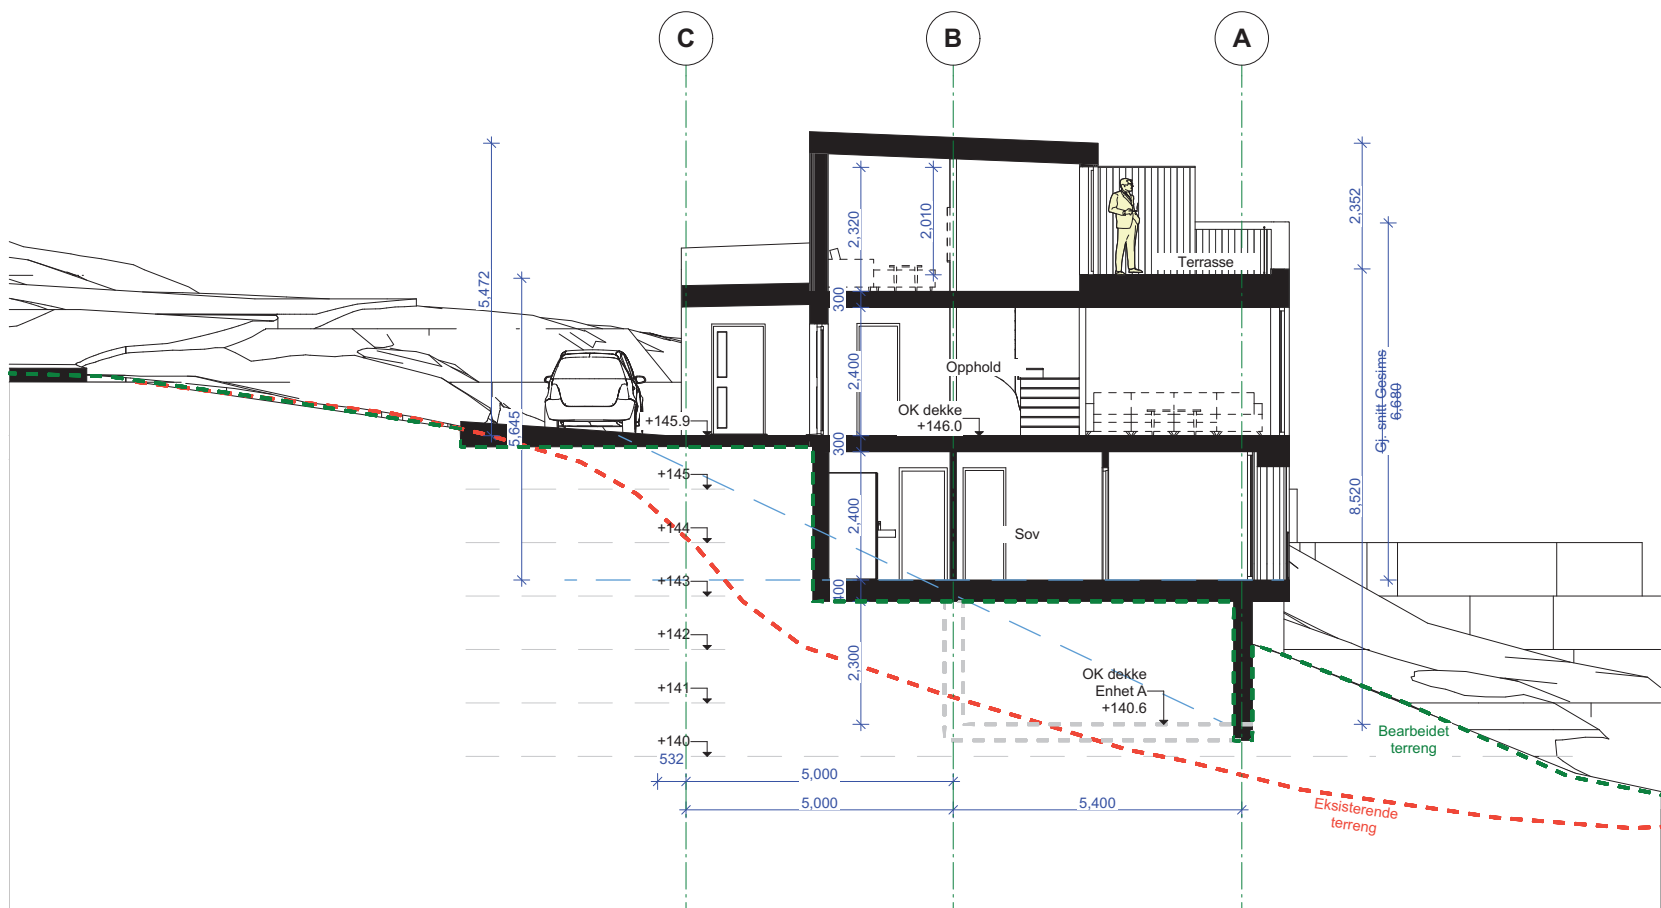 C
B
A
5,472
5,645
2,320
2,010
300
2,400
300
2,400
400
2,300
2,352
8,520
Gj. snitt Gesims
6,680
Terrasse
Opphold
OK dekke
+146.0
+145.9
+145
+144
+143
+142
+141
+140
Sov
OK dekke
Enhet A
+140.6
Bearbeidet
terreng
Eksisterende
terreng
532
5,000
5,000
5,400